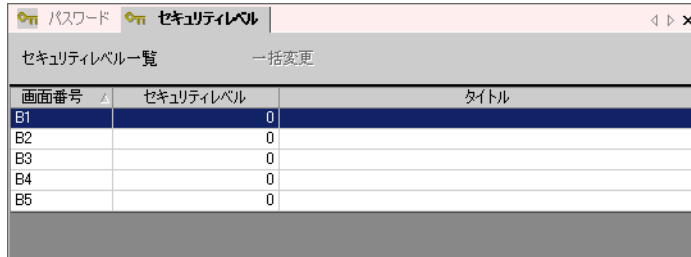 パスワード セキュリティレベル
セキュリティレベル一覧 一括変更
画面番号 セキュリティレベル タイトル
B1 0
B2 0
B3 0
B4 0
B5 0